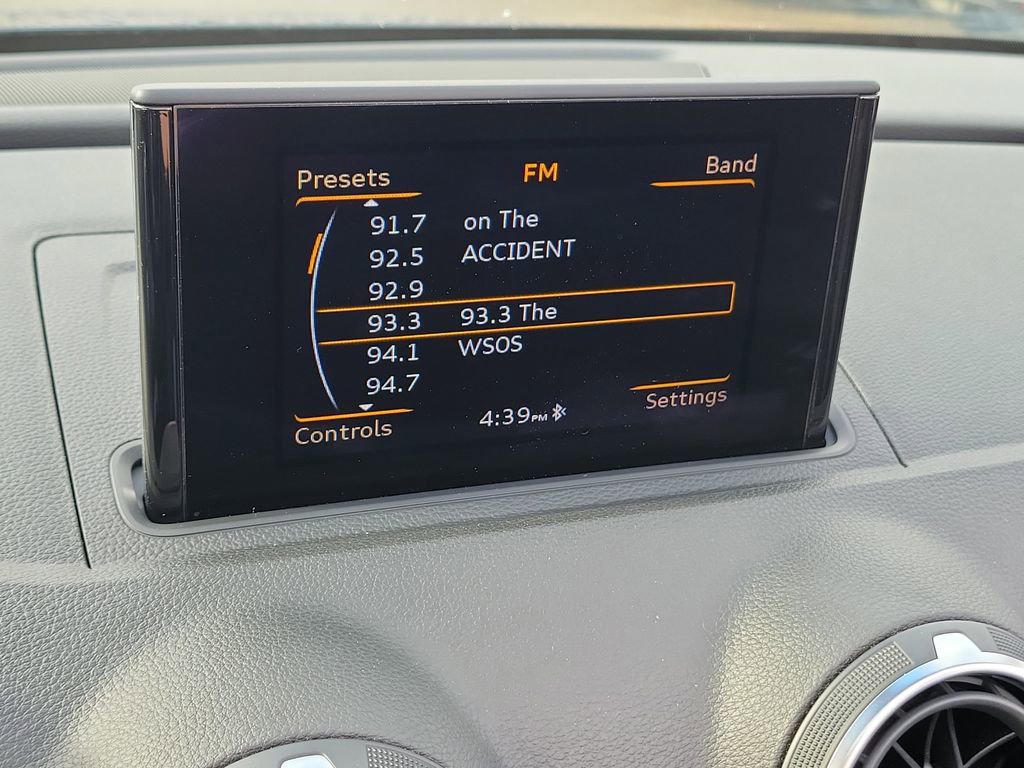 Presets FM Band
91.7 on The
92.5 ACCIDENT
92.9
93.3 93.3 The
94.1 WSOS
94.7
Controls 4:39PM Settings